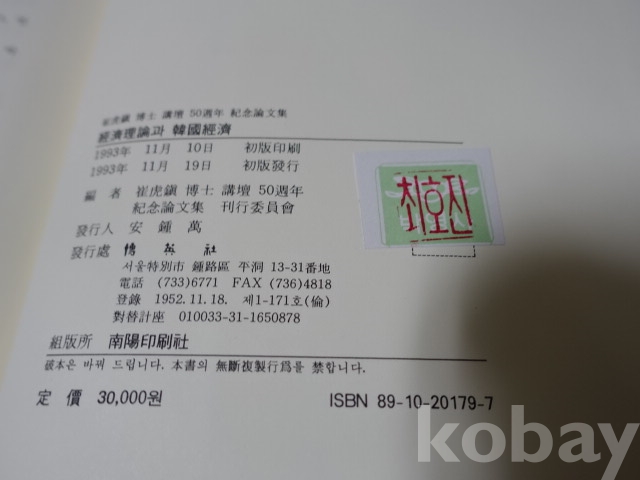 崔虎鎭 博士 講壇 50週年 紀念論文集
經濟理論과 韓國經濟
1993年 11月 10日 初版印刷
1993年 11月 19日 初版發行
編 者 崔虎鎭 博士 講壇 50週年
紀念論文集 刊行委員會
發行人 安 鍾 萬
發行處 博 英 社
서울特別市 鍾路區 平洞 13-31番地
電話 (733)6771 FAX (736)4818
登錄 1952. 11. 18. 제1-171호(倫)
對替計座 010033-31-1650878
최호진
組版所 南陽印刷社
破本은 바꿔 드립니다. 本書의 無斷複製行爲를 禁합니다.
定 價 30,000원 ISBN 89-10-20179-7
kobay